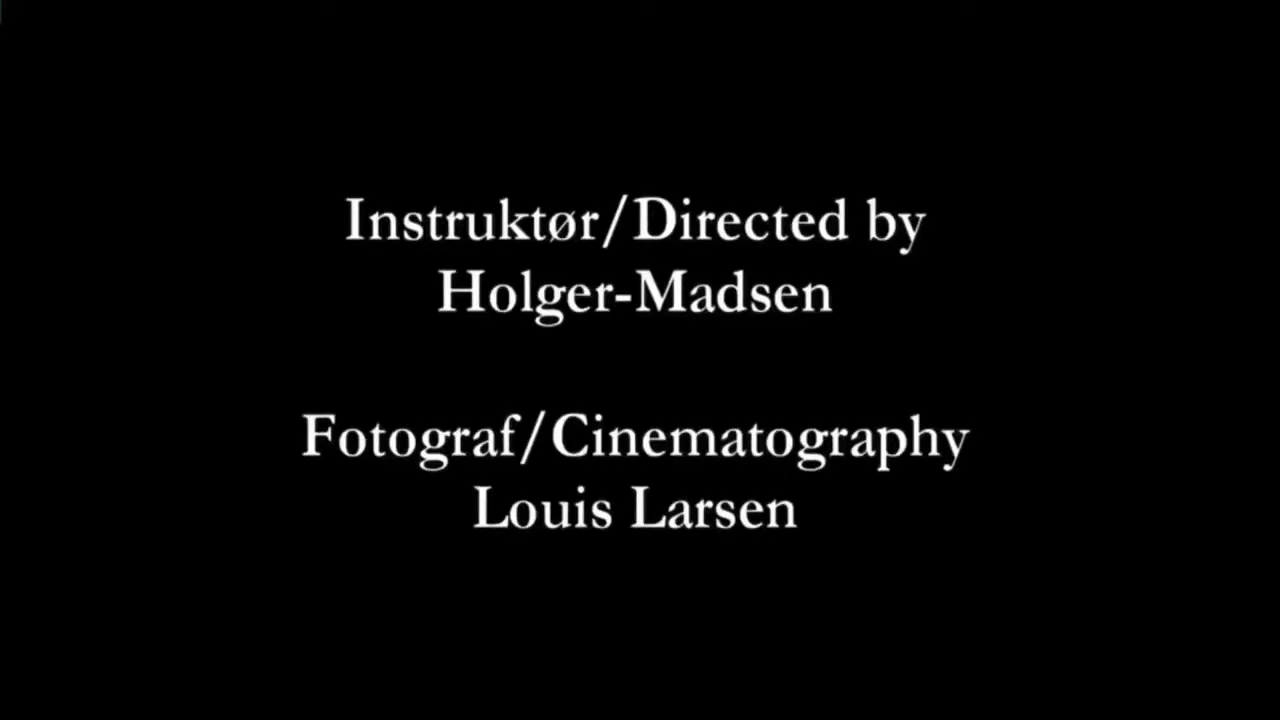 Instruktør/Directed by
Holger-Madsen
Fotograf/Cinematography
Louis Larsen